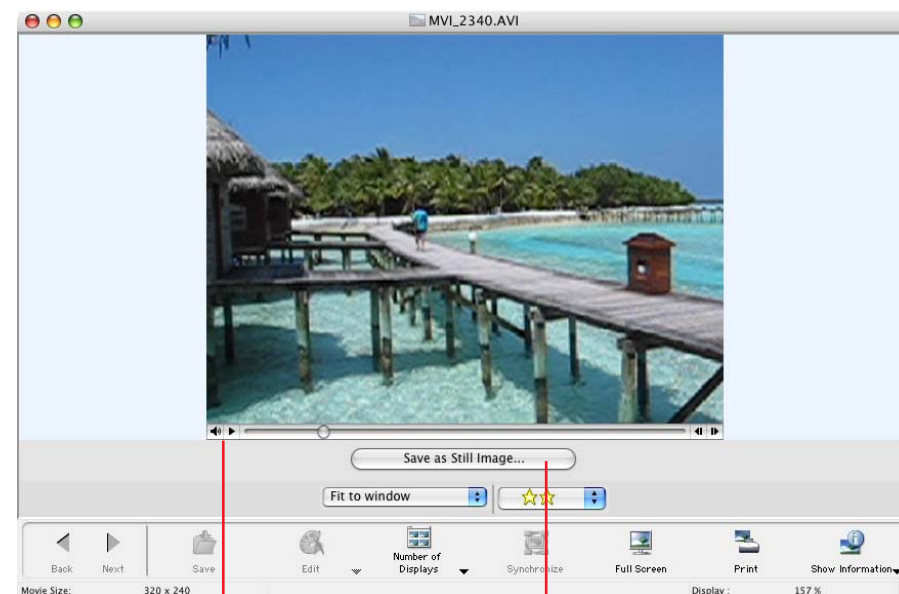 MVI_2340.AVI
Save as Still Image...
Fit to window
Number of
Back Next Save Edit Displays Synchronize Full Screen Print Show Information
Movie Size: 320 x 240 Display : 157 %